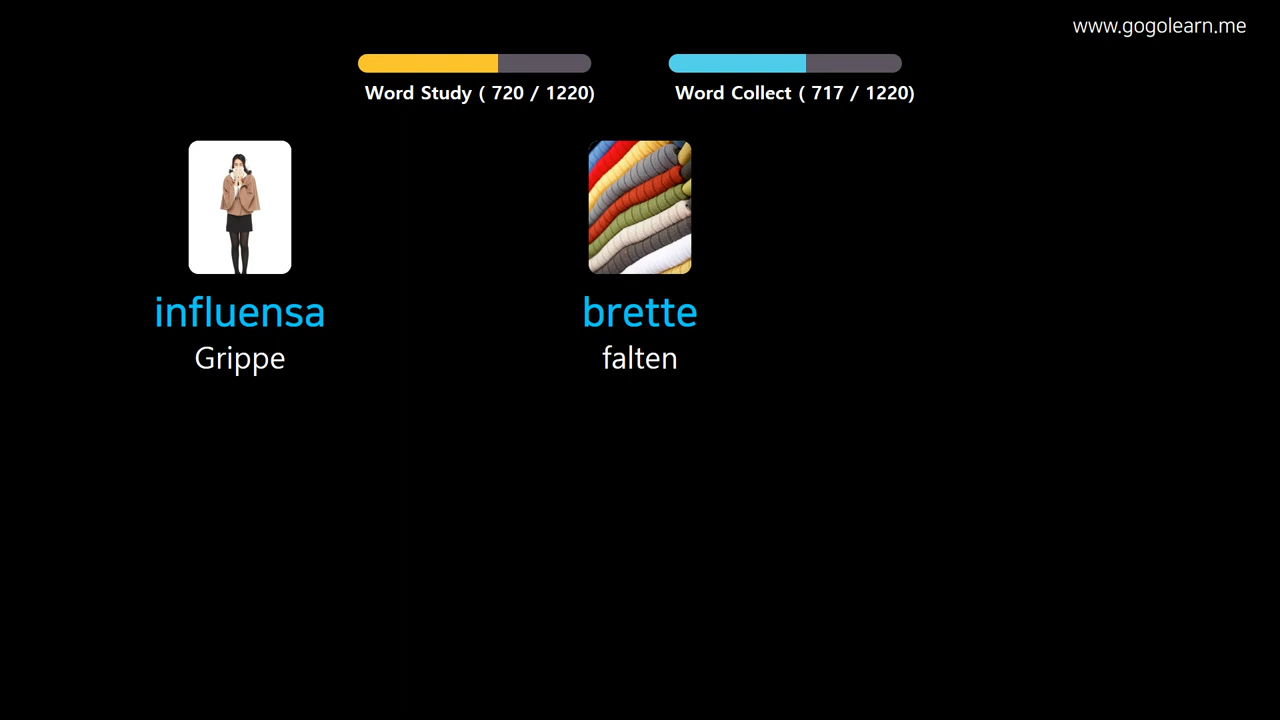 www.gogolearn.me
Word Study ( 720 / 1220)
Word Collect ( 717 / 1220)
influensa
Grippe
brette
falten